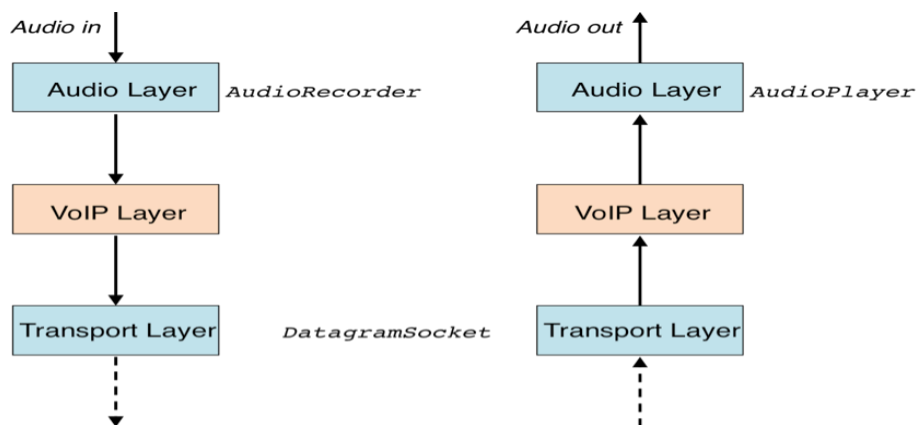 Audio in
Audio Layer
AudioRecorder
VoIP Layer
Transport Layer
DatagramSocket
Audio out
Audio Layer
AudioPlayer
VoIP Layer
Transport Layer